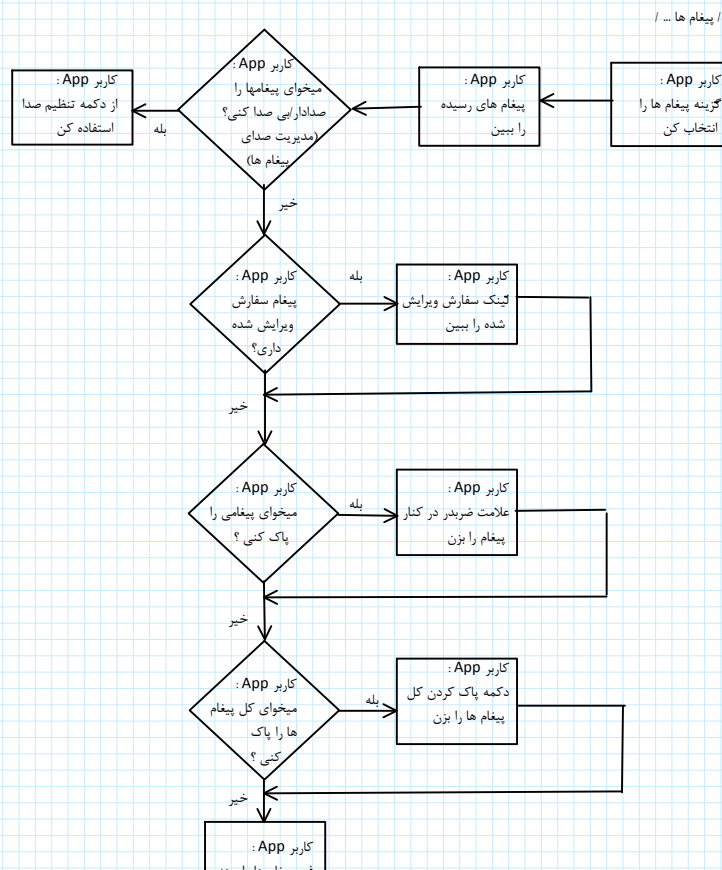 / پیغام ها ... /
کاربر App :
گزینه پیغام ها را
انتخاب کن
کاربر App :
پیغام های رسیده
را ببین
کاربر App :
میخوای پیغامها را
صدادار/بی صدا کنی؟
(مدیریت صدای
پیغام ها)
بله
کاربر App :
از دکمه تنظیم صدا
استفاده کن
خیر
کاربر App :
پیغام سفارش
ویرایش شده
داری؟
بله
کاربر App :
لینک سفارش ویرایش
شده را ببین
خیر
کاربر App :
میخوای پیغامی را
پاک کنی ؟
بله
کاربر App :
علامت ضربدر در کنار
پیغام را بزن
خیر
کاربر App :
میخوای کل پیغام
ها را پاک
کنی ؟
بله
کاربر App :
دکمه پاک کردن کل
پیغام ها را بزن
خیر
کاربر App :